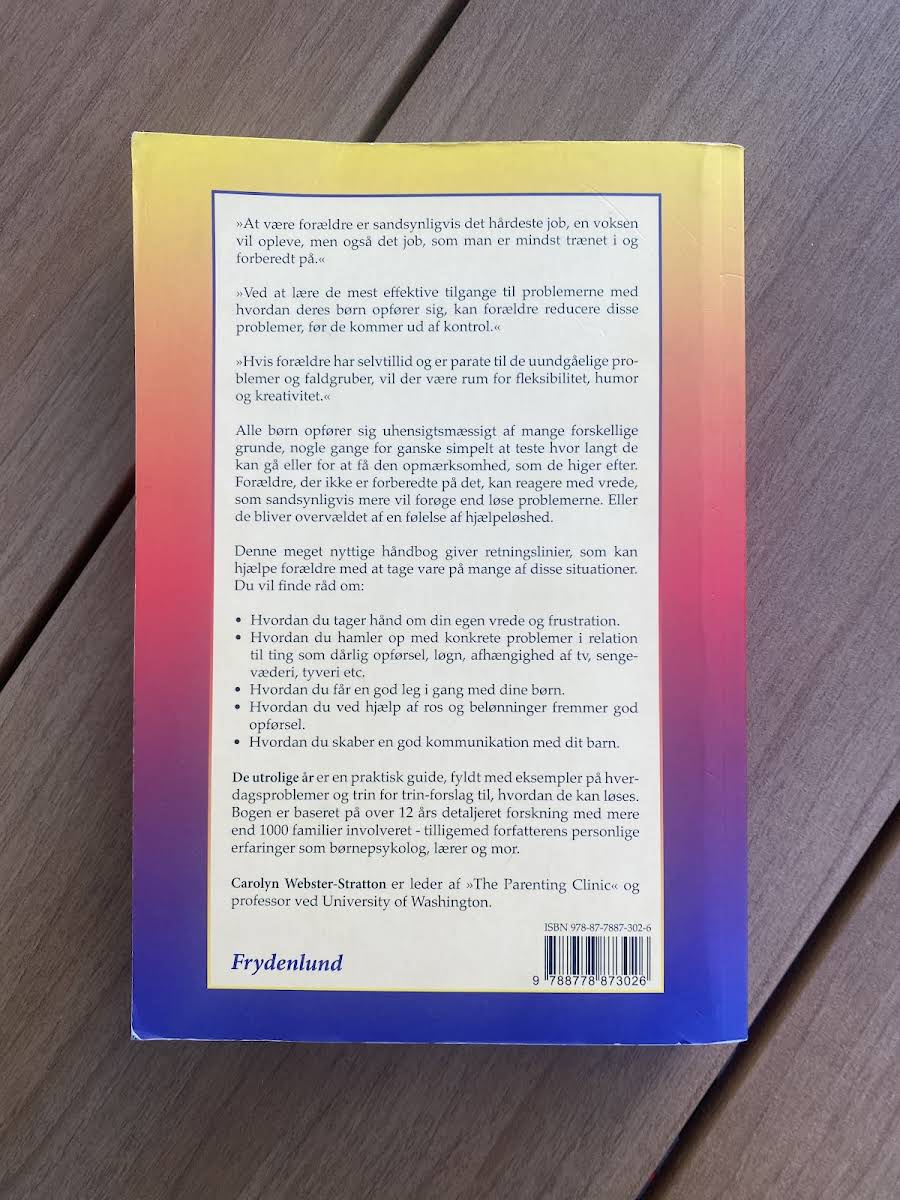 »At være forældre er sandsynligvis det hårdeste job, en voksen
vil opleve, men også det job, som man er mindst trænet i og
forberedt på.«
»Ved at lære de mest effektive tilgange til problemerne med
hvordan deres børn opfører sig, kan forældre reducere disse
problemer, før de kommer ud af kontrol.«
»Hvis forældre har selvtillid og er parate til de uundgåelige pro-
blemer og faldgruber, vil der være rum for fleksibilitet, humor
og kreativitet.«
Alle børn opfører sig uhensigtsmæssigt af mange forskellige
grunde, nogle gange for ganske simpelt at teste hvor langt de
kan gå eller for at få den opmærksomhed, som de higer efter.
Forældre, der ikke er forberedte på det, kan reagere med vrede,
som sandsynligvis mere vil forøge end løse problemerne. Eller
de bliver overvældet af en følelse af hjælpeløshed.
Denne meget nyttige håndbog giver retningslinier, som kan
hjælpe forældre med at tage vare på mange af disse situationer.
Du vil finde råd om:
• Hvordan du tager hånd om din egen vrede og frustration.
• Hvordan du hamler op med konkrete problemer i relation
til ting som dårlig opførsel, løgn, afhængighed af tv, senge-
væderi, tyveri etc.
• Hvordan du får en god leg i gang med dine børn.
• Hvordan du ved hjælp af ros og belønninger fremmer god
opførsel.
• Hvordan du skaber en god kommunikation med dit barn.
De utrolige år er en praktisk guide, fyldt med eksempler på hver-
dagsproblemer og trin for trin-forslag til, hvordan de kan løses.
Bogen er baseret på over 12 års detaljeret forskning med mere
end 1000 familier involveret - tilligemed forfatterens personlige
erfaringer som børnepsykolog, lærer og mor.
Carolyn Webster-Stratton er leder af »The Parenting Clinic« og
professor ved University of Washington.
ISBN 978-87-7887-302-6
Frydenlund
9 788778 873026